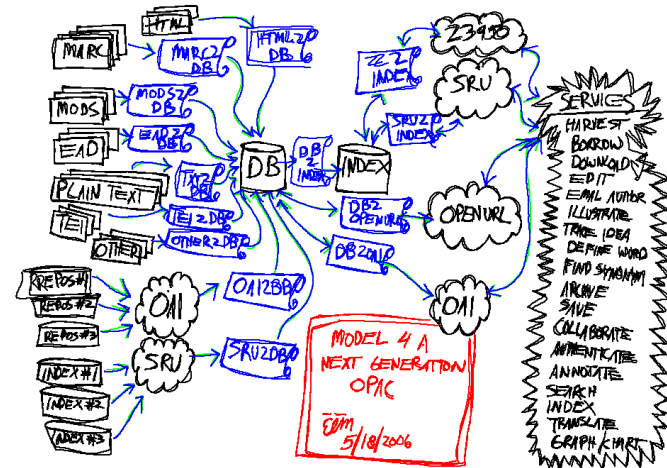 HTML
MARC
MARC2
DB
HTML2
DB
MODS
MODS2
DB
EAD
EAD2
DB
PLAIN TEXT
TXT2
DB
TEI
TEI2DB
OTHER
OTHER2DB
DB
DB
2
INDEX
INDEX
ZZ2
INDEX
Z3950
SRU
SRU2
INDEX
DB2
OPENURL
OPENURL
DB2OAI
OAI
REPOS#1
REPOS#2
REPOS#3
OAI
OAI2DB
INDEX#1
INDEX#2
INDEX#3
SRU
SRU2DB
MODEL 4 A
NEXT GENERATION
OPAC
5/18/2006
SERVICES
HARVEST
BORROW
DOWNLOAD
EDIT
EMAIL AUTHOR
ILLUSTRATE
TRACE IDEA
DEFINE WORD
FIND SYNONYM
ARCHIVE
SAVE
COLLABORATE
AUTHENTICATE
ANNOTATE
SEARCH
INDEX
TRANSLATE
GRAPH/CHART